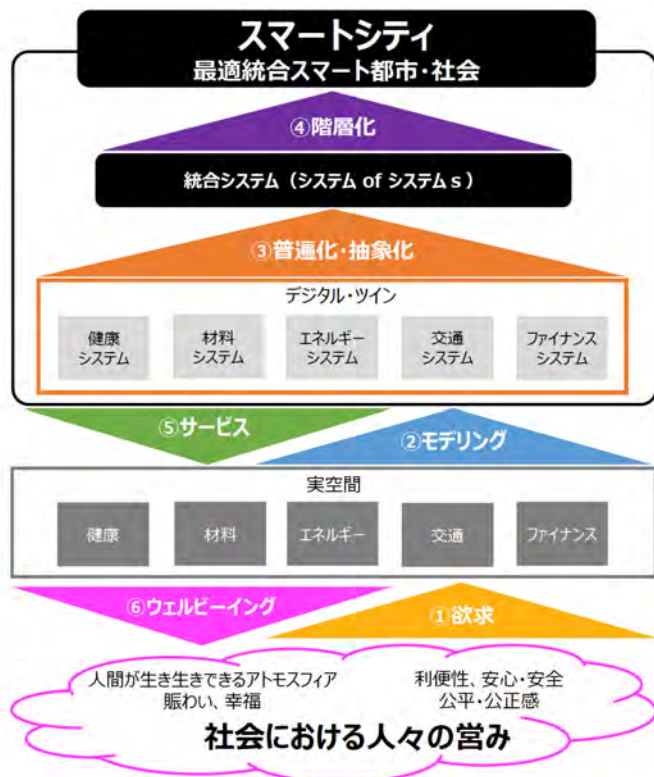 スマートシティ
最適統合スマート都市・社会
④階層化
統合システム（システム of システムｓ）
③普遍化・抽象化
デジタル・ツイン
健康
システム
材料
システム
エネルギー
システム
交通
システム
ファイナンス
システム
⑤サービス
②モデリング
実空間
健康
材料
エネルギー
交通
ファイナンス
⑥ウェルビーイング
①欲求
人間が生き生きできるアトモスフィア
賑わい、幸福
利便性、安心・安全
公平・公正感
社会における人々の営み